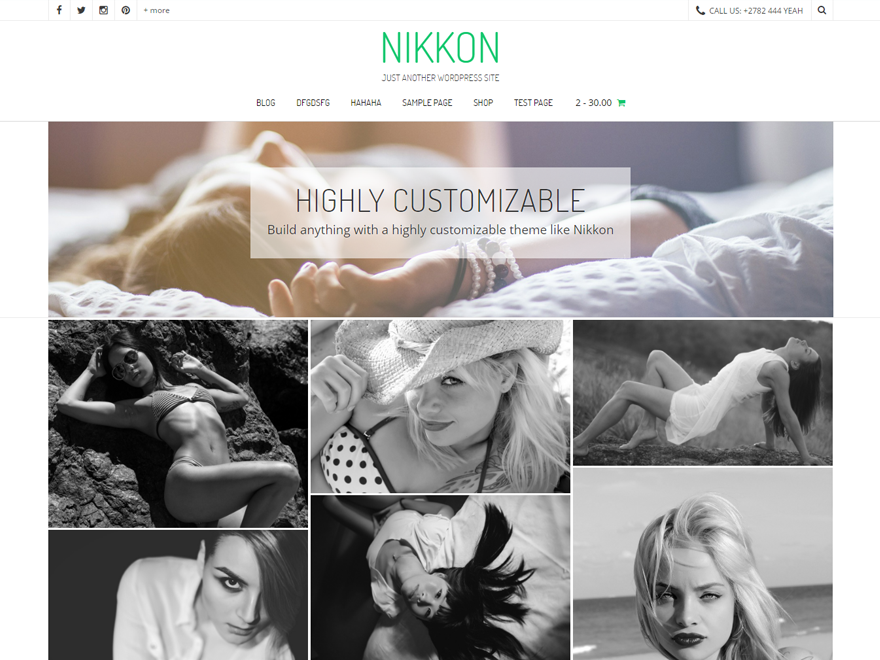 + more
CALL US: +2782 444 YEAH
NIKKON
JUST ANOTHER WORDPRESS SITE
BLOG DFGDSFG HAHAHA SAMPLE PAGE SHOP TEST PAGE 2 - 30.00
HIGHLY CUSTOMIZABLE
Build anything with a highly customizable theme like Nikkon